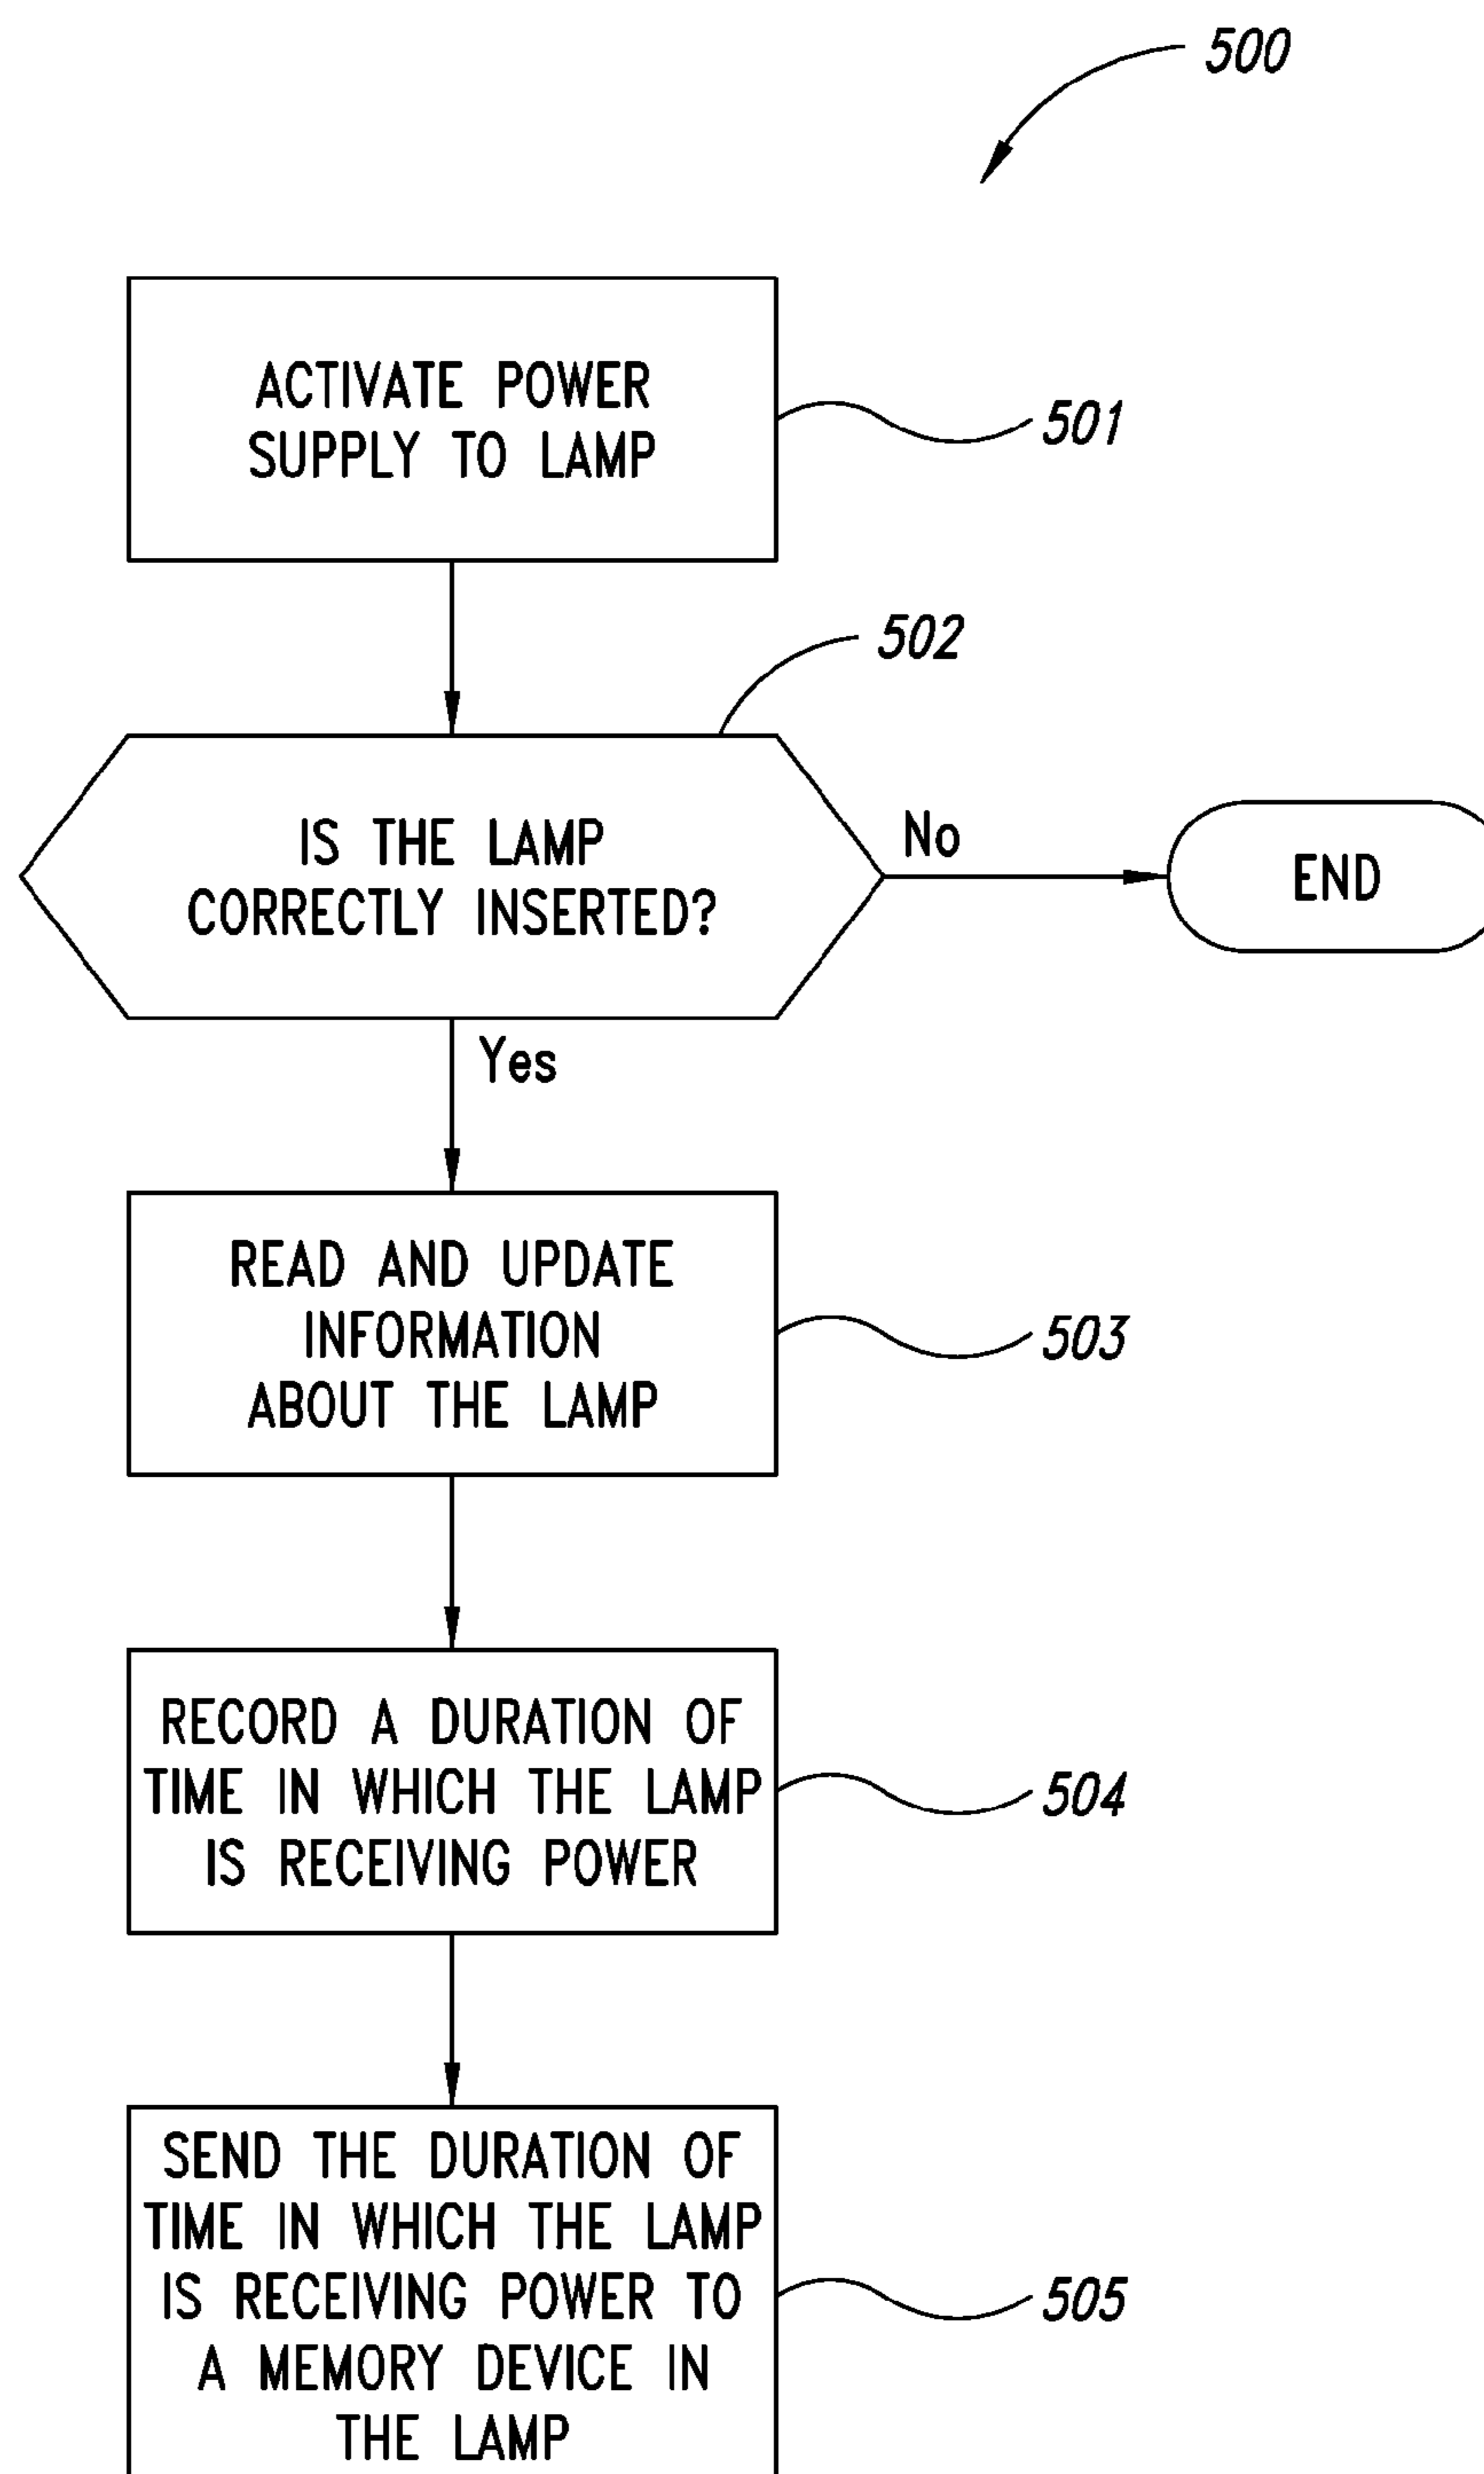 500
ACTIVATE POWER
SUPPLY TO LAMP
501
502
IS THE LAMP
CORRECTLY INSERTED?
No
END
Yes
READ AND UPDATE
INFORMATION
ABOUT THE LAMP
503
RECORD A DURATION OF
TIME IN WHICH THE LAMP
IS RECEIVING POWER
504
SEND THE DURATION OF
TIME IN WHICH THE LAMP
IS RECEIVING POWER TO
A MEMORY DEVICE IN
THE LAMP
505